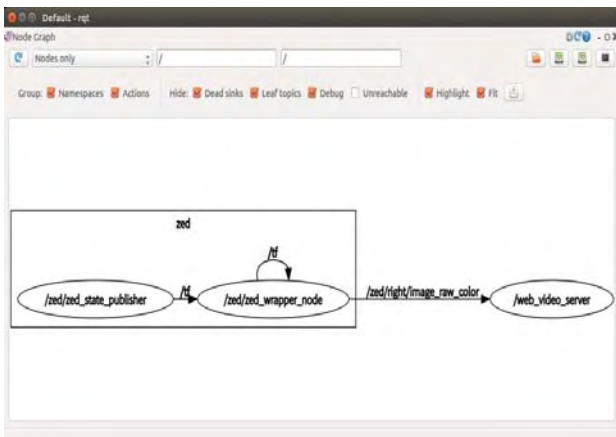 Default - rqt
Node Graph
Nodes only / /
Group: Namespaces Actions Hide: Dead sinks Leaf topics Debug Unreachable Highlight Fit
zed
/tf
/zed/zed_state_publisher /tf /zed/zed_wrapper_node /zed/right/image_raw_color /web_video_server